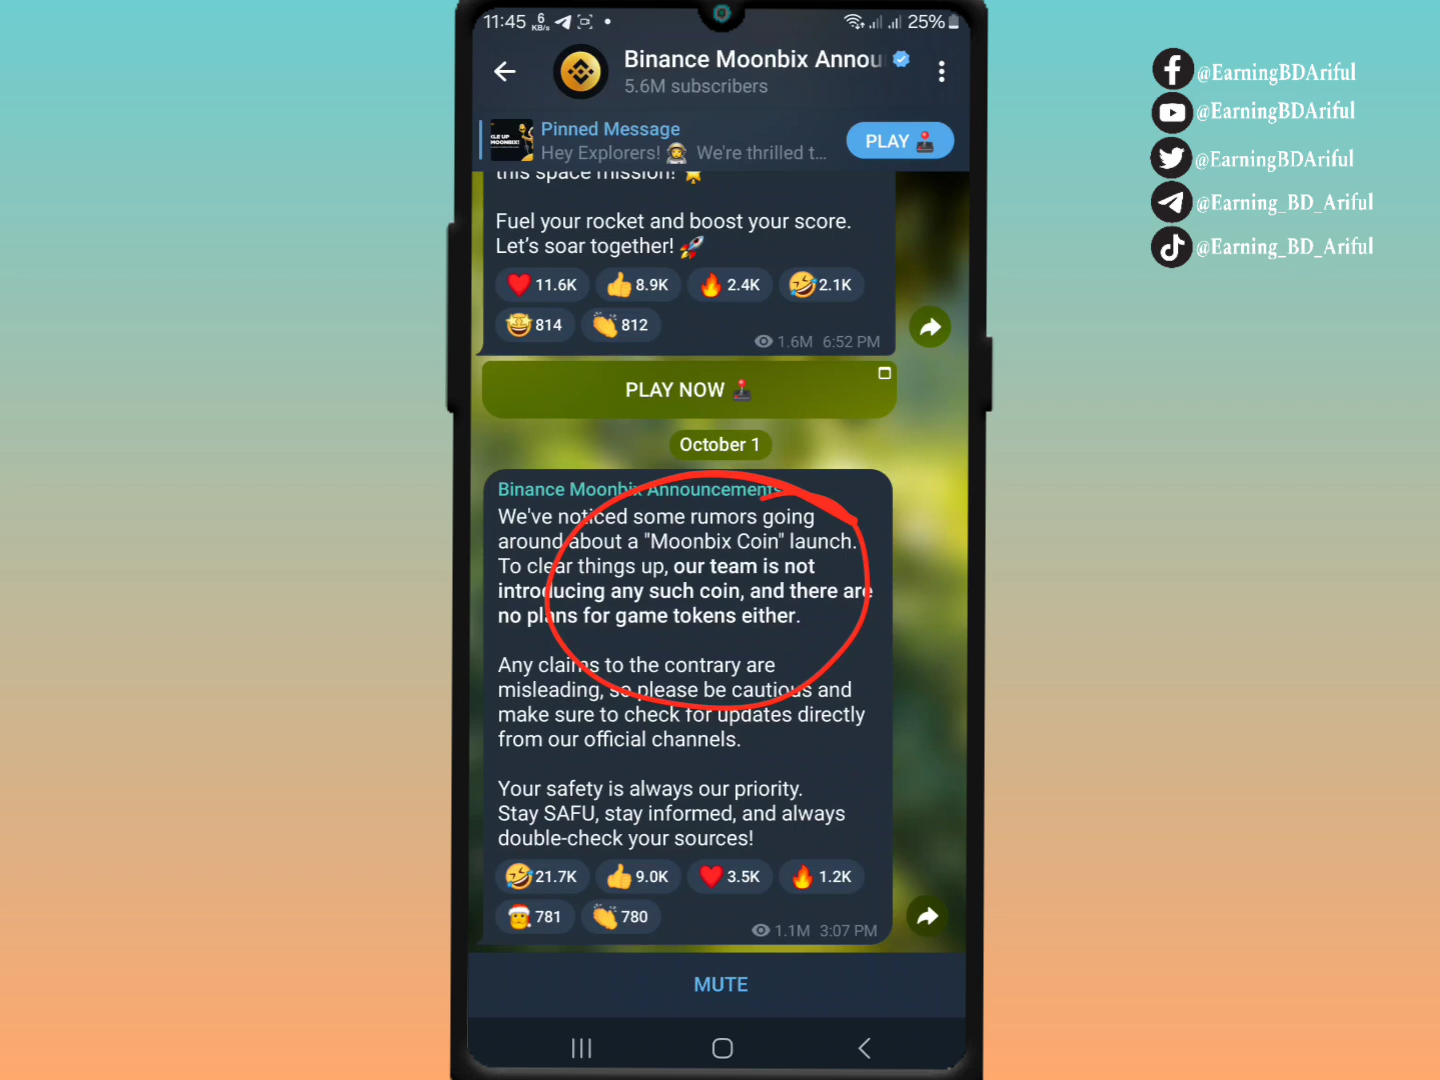 11:45 6 KB/s 25%
Binance Moonbix Annou
5.6M subscribers
Pinned Message
Hey Explorers! 👩‍🚀 We're thrilled t...
PLAY 🕹️
this space mission! 🌟
Fuel your rocket and boost your score.
Let's soar together! 🚀
❤️ 11.6K 👍 8.9K 🔥 2.4K 🤣 2.1K
🤩 814 👏 812
1.6M 6:52 PM
PLAY NOW 🕹️
October 1
Binance Moonbix Announcements
We've noticed some rumors going
around about a "Moonbix Coin" launch.
To clear things up, our team is not
introducing any such coin, and there are
no plans for game tokens either.
Any claims to the contrary are
misleading, so please be cautious and
make sure to check for updates directly
from our official channels.
Your safety is always our priority.
Stay SAFU, stay informed, and always
double-check your sources!
🤣 21.7K 👍 9.0K ❤️ 3.5K 🔥 1.2K
🎅 781 👏 780
1.1M 3:07 PM
MUTE
@EarningBDAriful
@EarningBDAriful
@EarningBDAriful
@Earning_BD_Ariful
@Earning_BD_Ariful